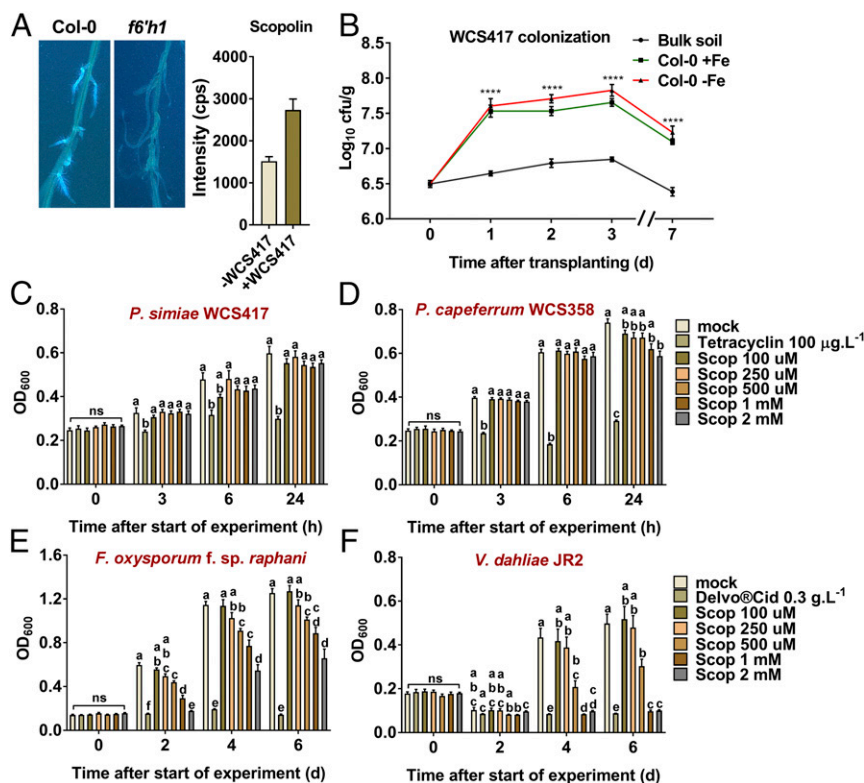 A
Col-0
f6'h1
Scopolin
Intensity (cps)
4000
3000
2000
1000
0
-WCS417
+WCS417
B
WCS417 colonization
Log10 cfu/g
8.0
7.5
7.0
6.5
6.0
****
****
****
****
0
1
2
3
7
Time after transplanting (d)
Bulk soil
Col-0 +Fe
Col-0 -Fe
C
P. simiae WCS417
OD600
0.8
0.6
0.4
0.2
0.0
ns
0
3
6
24
Time after start of experiment (h)
D
P. capeferrum WCS358
OD600
0.8
0.6
0.4
0.2
0.0
ns
0
3
6
24
Time after start of experiment (h)
mock
Tetracyclin 100 µg.L-1
Scop 100 uM
Scop 250 uM
Scop 500 uM
Scop 1 mM
Scop 2 mM
E
F. oxysporum f. sp. raphani
OD600
1.6
1.2
0.8
0.4
0.0
ns
0
2
4
6
Time after start of experiment (d)
F
V. dahliae JR2
OD600
0.8
0.6
0.4
0.2
0.0
ns
0
2
4
6
Time after start of experiment (d)
mock
Delvo®Cid 0.3 g.L-1
Scop 100 uM
Scop 250 uM
Scop 500 uM
Scop 1 mM
Scop 2 mM